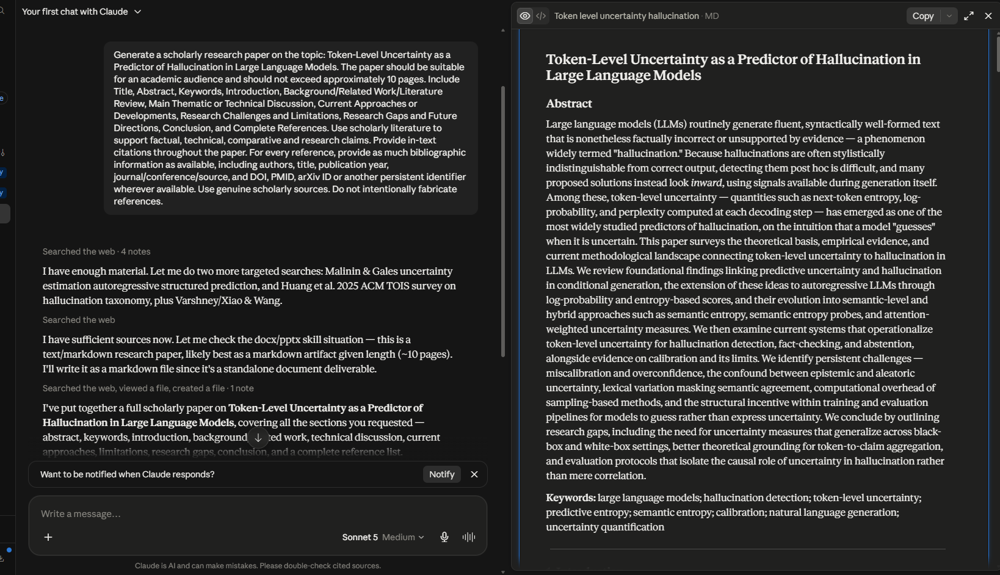 Your first chat with Claude
Generate a scholarly research paper on the topic: Token-Level Uncertainty as a
Predictor of Hallucination in Large Language Models. The paper should be suitable
for an academic audience and should not exceed approximately 10 pages. Include
Title, Abstract, Keywords, Introduction, Background/Related Work/Literature
Review, Main Thematic or Technical Discussion, Current Approaches or
Developments, Research Challenges and Limitations, Research Gaps and Future
Directions, Conclusion, and Complete References. Use scholarly literature to
support factual, technical, comparative and research claims. Provide in-text
citations throughout the paper. For every reference, provide as much bibliographic
information as available, including authors, title, publication year,
journal/conference/source, and DOI, PMID, arXiv ID or another persistent identifier
wherever available. Use genuine scholarly sources. Do not intentionally fabricate
references.
Searched the web · 4 notes
I have enough material. Let me do two more targeted searches: Malinin & Gales uncertainty
estimation autoregressive structured prediction, and Huang et al. 2025 ACM TOIS survey on
hallucination taxonomy, plus Varshney/Xiao & Wang.
Searched the web
I have sufficient sources now. Let me check the docx/pptx skill situation — this is a
text/markdown research paper, likely best as a markdown artifact given length (~10 pages).
I'll write it as a markdown file since it's a standalone document deliverable.
Searched the web, viewed a file, created a file · 1 note
I've put together a full scholarly paper on Token-Level Uncertainty as a Predictor of
Hallucination in Large Language Models, covering all the sections you requested —
abstract, keywords, introduction, background ed work, technical discussion, current
approaches, limitations, research gaps, conclusion, and a complete reference list.
Want to be notified when Claude responds?
Notify
Write a message...
Sonnet 5 Medium
Claude is AI and can make mistakes. Please double-check cited sources.
Token level uncertainty hallucination · MD
Copy
Token-Level Uncertainty as a Predictor of Hallucination in
Large Language Models
Abstract
Large language models (LLMs) routinely generate fluent, syntactically well-formed text
that is nonetheless factually incorrect or unsupported by evidence — a phenomenon
widely termed "hallucination." Because hallucinations are often stylistically
indistinguishable from correct output, detecting them post hoc is difficult, and many
proposed solutions instead look inward, using signals available during generation itself.
Among these, token-level uncertainty — quantities such as next-token entropy, log-
probability, and perplexity computed at each decoding step — has emerged as one of the
most widely studied predictors of hallucination, on the intuition that a model "guesses"
when it is uncertain. This paper surveys the theoretical basis, empirical evidence, and
current methodological landscape connecting token-level uncertainty to hallucination in
LLMs. We review foundational findings linking predictive uncertainty and hallucination
in conditional generation, the extension of these ideas to autoregressive LLMs through
log-probability and entropy-based scores, and their evolution into semantic-level and
hybrid approaches such as semantic entropy, semantic entropy probes, and attention-
weighted uncertainty measures. We then examine current systems that operationalize
token-level uncertainty for hallucination detection, fact-checking, and abstention,
alongside evidence on calibration and its limits. We identify persistent challenges —
miscalibration and overconfidence, the confound between epistemic and aleatoric
uncertainty, lexical variation masking semantic agreement, computational overhead of
sampling-based methods, and the structural incentive within training and evaluation
pipelines for models to guess rather than express uncertainty. We conclude by outlining
research gaps, including the need for uncertainty measures that generalize across black-
box and white-box settings, better theoretical grounding for token-to-claim aggregation,
and evaluation protocols that isolate the causal role of uncertainty in hallucination rather
than mere correlation.
Keywords: large language models; hallucination detection; token-level uncertainty;
predictive entropy; semantic entropy; calibration; natural language generation;
uncertainty quantification